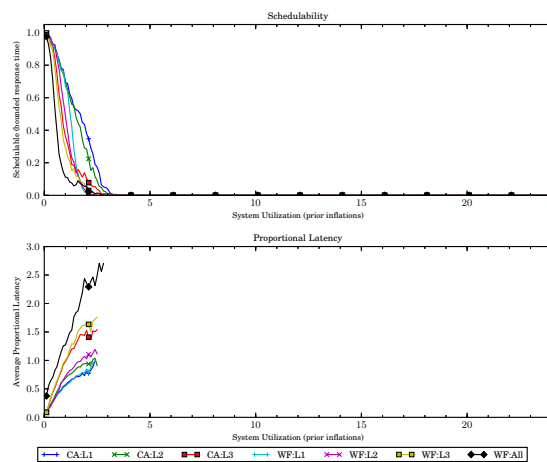 Schedulability
Schedulable (bounded response time)
1.0
0.8
0.6
0.4
0.2
0.0
0 5 10 15 20
System Utilization (prior inflations)
Proportional Latency
Average Proportional Latency
3.0
2.5
2.0
1.5
1.0
0.5
0.0
0 5 10 15 20
System Utilization (prior inflations)
CA:L1 CA:L2 CA:L3 WF:L1 WF:L2 WF:L3 WF:All